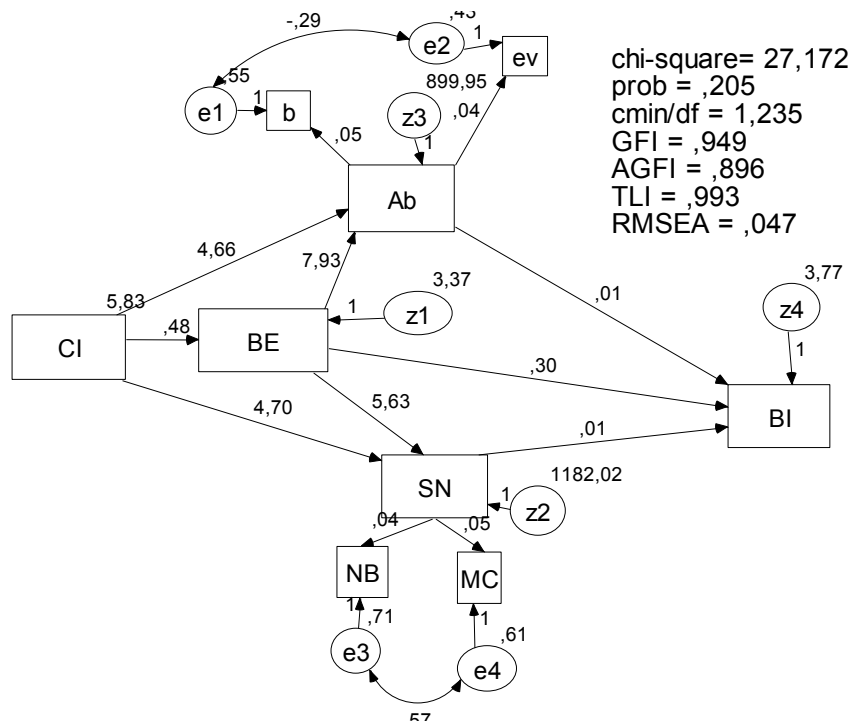 ,43
-,29
e2
1
ev
,55
e1
1
b
899,95
z3
1
,04
,05
Ab
chi-square= 27,172
prob = ,205
cmin/df = 1,235
GFI = ,949
AGFI = ,896
TLI = ,993
RMSEA = ,047
4,66
7,93
5,83
CI
,48
BE
1
3,37
z1
,01
3,77
z4
1
,30
BI
4,70
5,63
,01
SN
1182,02
1
z2
,04
,05
NB
MC
1
,71
e3
1
,61
e4
,57